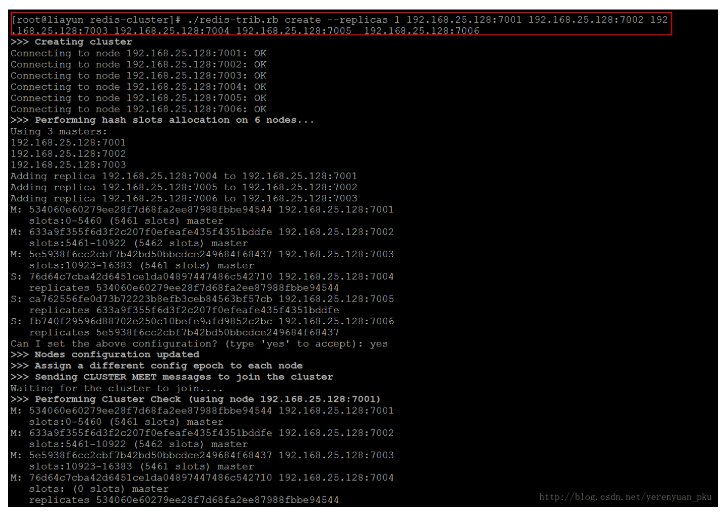 [root@liayun redis-cluster]# ./redis-trib.rb create --replicas 1 192.168.25.128:7001 192.168.25.128:7002 192
.168.25.128:7003 192.168.25.128:7004 192.168.25.128:7005  192.168.25.128:7006
>>> Creating cluster
Connecting to node 192.168.25.128:7001: OK
Connecting to node 192.168.25.128:7002: OK
Connecting to node 192.168.25.128:7003: OK
Connecting to node 192.168.25.128:7004: OK
Connecting to node 192.168.25.128:7005: OK
Connecting to node 192.168.25.128:7006: OK
>>> Performing hash slots allocation on 6 nodes...
Using 3 masters:
192.168.25.128:7001
192.168.25.128:7002
192.168.25.128:7003
Adding replica 192.168.25.128:7004 to 192.168.25.128:7001
Adding replica 192.168.25.128:7005 to 192.168.25.128:7002
Adding replica 192.168.25.128:7006 to 192.168.25.128:7003
M: 534060e60279ee28f7d68fa2ee87988fbbe94544 192.168.25.128:7001
   slots:0-5460 (5461 slots) master
M: 633a9f355f6d3f2c207f0efeafe435f4351bddfe 192.168.25.128:7002
   slots:5461-10922 (5462 slots) master
M: 5e5938f6cc2cbf7b42bd50bbcdce249684f68437 192.168.25.128:7003
   slots:10923-16383 (5461 slots) master
S: 76d64c7cba42d6451ce1da04897447486c542710 192.168.25.128:7004
   replicates 534060e60279ee28f7d68fa2ee87988fbbe94544
S: ca762556fe0d73b72223b8efb3ceb84563bf57cb 192.168.25.128:7005
   replicates 633a9f355f6d3f2c207f0efeafe435f4351bddfe
S: fb740f29596d88702e250c10befe9afd9852c2bc 192.168.25.128:7006
   replicates 5e5938f6cc2cbf7b42bd50bbcdce249684f68437
Can I set the above configuration? (type 'yes' to accept): yes
>>> Nodes configuration updated
>>> Assign a different config epoch to each node
>>> Sending CLUSTER MEET messages to join the cluster
Waiting for the cluster to join....
>>> Performing Cluster Check (using node 192.168.25.128:7001)
M: 534060e60279ee28f7d68fa2ee87988fbbe94544 192.168.25.128:7001
   slots:0-5460 (5461 slots) master
M: 633a9f355f6d3f2c207f0efeafe435f4351bddfe 192.168.25.128:7002
   slots:5461-10922 (5462 slots) master
M: 5e5938f6cc2cbf7b42bd50bbcdce249684f68437 192.168.25.128:7003
   slots:10923-16383 (5461 slots) master
M: 76d64c7cba42d6451ce1da04897447486c542710 192.168.25.128:7004
   slots: (0 slots) master
   replicates 534060e60279ee28f7d68fa2ee87988fbbe94544
http://blog.csdn.net/yerenyuan_pku